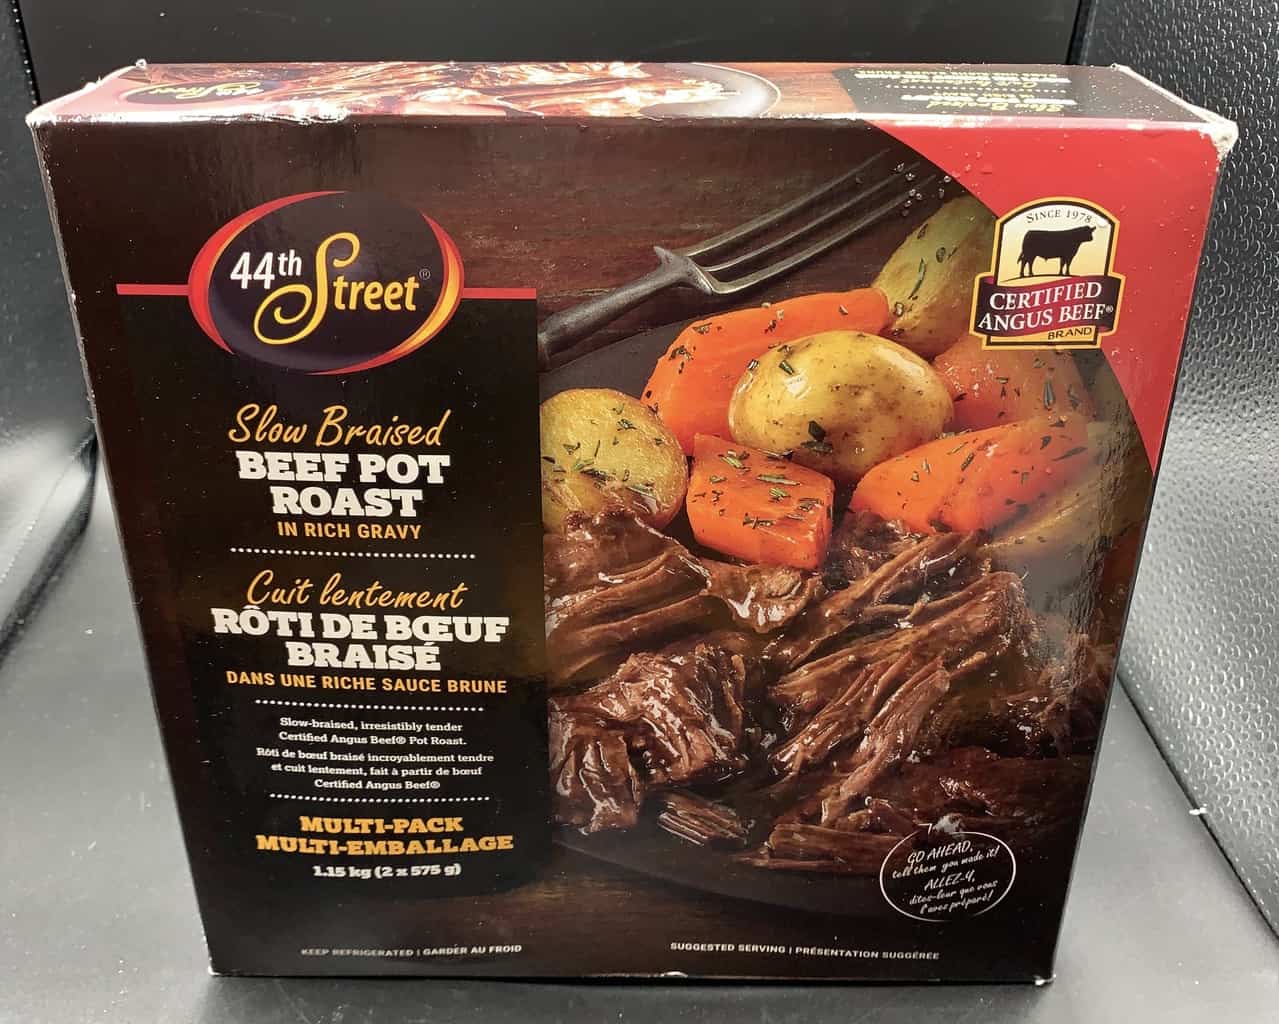 44th
Street®
Slow Braised
BEEF POT
ROAST
IN RICH GRAVY
Cuit lentement
RÔTI DE BŒUF
BRAISÉ
DANS UNE RICHE SAUCE BRUNE
Slow-braised, irresistibly tender
Certified Angus Beef® Pot Roast.
Rôti de bœuf braisé incroyablement tendre
et cuit lentement, fait à partir de bœuf
Certified Angus Beef®
MULTI-PACK
MULTI-EMBALLAGE
1.15 kg (2 x 575 g)
KEEP REFRIGERATED | GARDER AU FROID
SINCE 1978
CERTIFIED
ANGUS BEEF®
BRAND
GO AHEAD,
tell them you made it!
ALLEZ-Y,
dites-leur que vous
l'avez préparé!
SUGGESTED SERVING | PRÉSENTATION SUGGÉRÉE